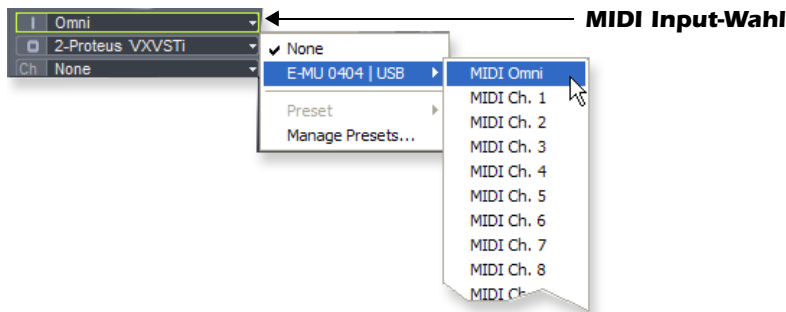 I Omni
MIDI Input-Wahl
O 2-Proteus VXVSTi
Ch None
None
E-MU 0404 | USB
Preset
Manage Presets...
MIDI Omni
MIDI Ch. 1
MIDI Ch. 2
MIDI Ch. 3
MIDI Ch. 4
MIDI Ch. 5
MIDI Ch. 6
MIDI Ch. 7
MIDI Ch. 8
MIDI Ch